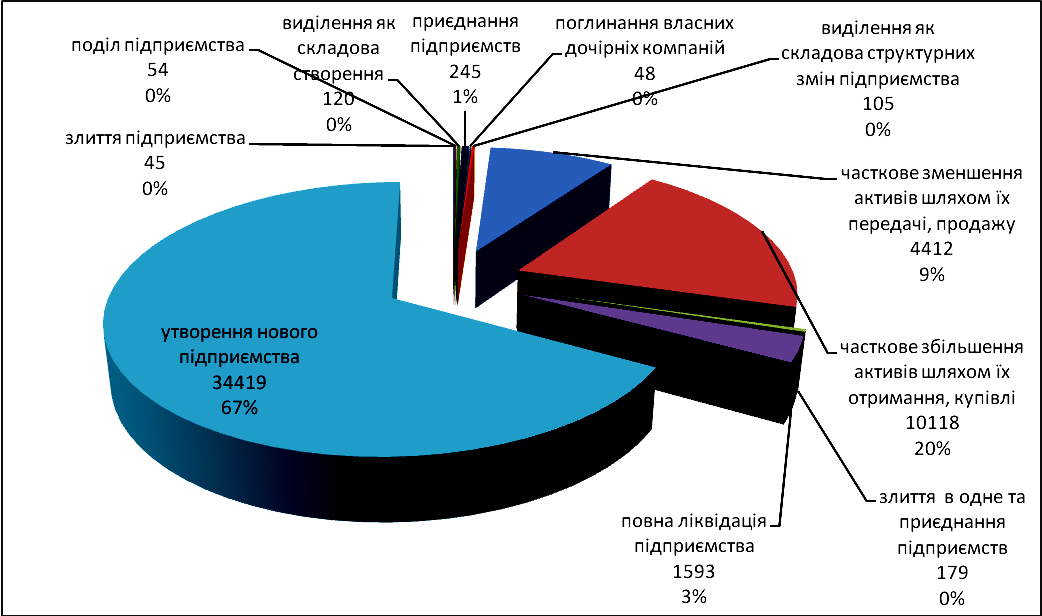 поділ підприємства
54
0%
виділення як
складова
створення
120
0%
приєднання
підприємств
245
1%
поглинання власних
дочірніх компаній
48
0%
виділення як
складова структурних
змін підприємства
105
0%
злиття підприємства
45
0%
часткове зменшення
активів шляхом їх
передачі, продажу
4412
9%
утворення нового
підприємства
34419
67%
часткове збільшення
активів шляхом їх
отримання, купівлі
10118
20%
повна ліквідація
підприємства
1593
3%
злиття в одне та
приєднання
підприємств
179
0%